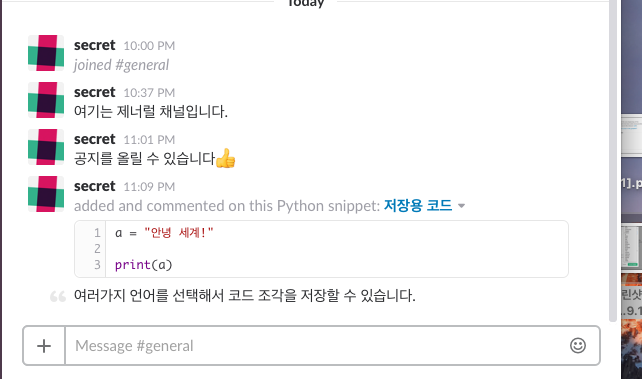 Today
secret 10:00 PM
joined #general
secret 10:37 PM
여기는 제너럴 채널입니다.
secret 11:01 PM
공지를 올릴 수 있습니다👍
secret 11:09 PM
added and commented on this Python snippet: 저장용 코드
1 a = "안녕 세계!"
2
3 print(a)
여러가지 언어를 선택해서 코드 조각을 저장할 수 있습니다.
Message #general
1].p
린샷
..9.1